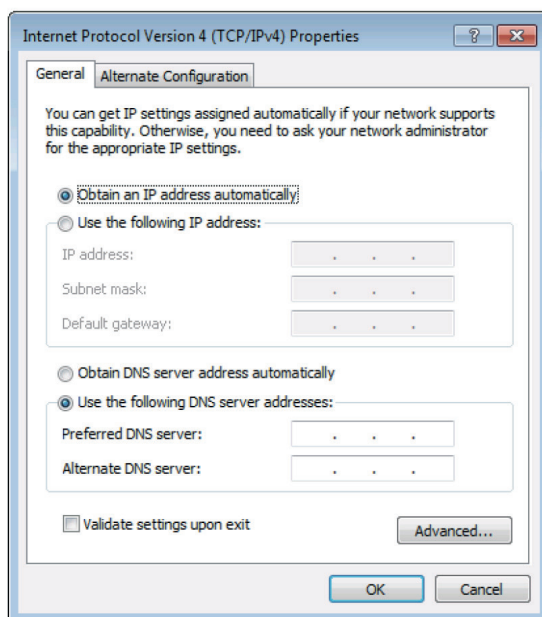 Internet Protocol Version 4 (TCP/IPv4) Properties
General
Alternate Configuration
You can get IP settings assigned automatically if your network supports
this capability. Otherwise, you need to ask your network administrator
for the appropriate IP settings.
Obtain an IP address automatically
Use the following IP address:
IP address:
Subnet mask:
Default gateway:
Obtain DNS server address automatically
Use the following DNS server addresses:
Preferred DNS server:
Alternate DNS server:
Validate settings upon exit
Advanced...
OK
Cancel